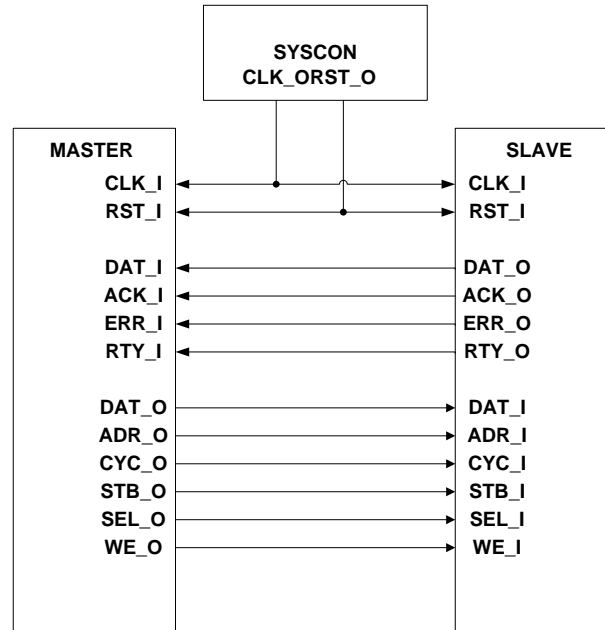 SYSCON
CLK_ORST_O
MASTER
CLK_I
RST_I
DAT_I
ACK_I
ERR_I
RTY_I
DAT_O
ADR_O
CYC_O
STB_O
SEL_O
WE_O
SLAVE
CLK_I
RST_I
DAT_O
ACK_O
ERR_O
RTY_O
DAT_I
ADR_I
CYC_I
STB_I
SEL_I
WE_I